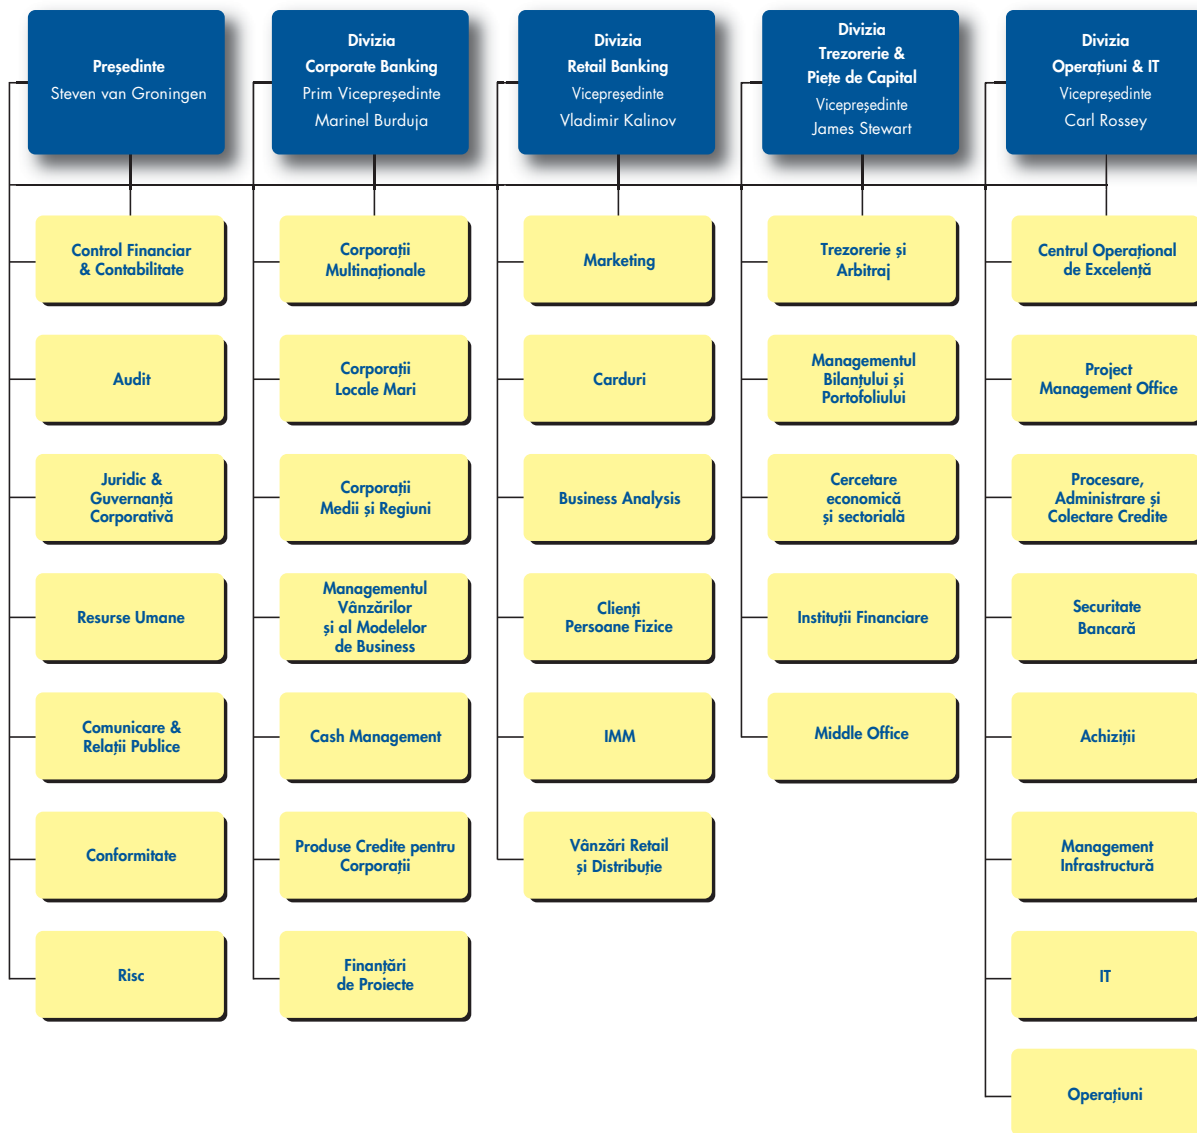 Președinte
Steven van Groningen
Divizia
Corporate Banking
Prim Vicepreședinte
Marinel Burduja
Divizia
Retail Banking
Vicepreședinte
Vladimir Kalinov
Divizia
Trezorerie &
Piețe de Capital
Vicepreședinte
James Stewart
Divizia
Operațiuni & IT
Vicepreședinte
Carl Rossey
Control Financiar
& Contabilitate
Audit
Juridic &
Guvernanță
Corporativă
Resurse Umane
Comunicare &
Relații Publice
Conformitate
Risc
Corporații
Multinaționale
Corporații
Locale Mari
Corporații
Medii și Regiuni
Managementul
Vânzărilor
și al Modelelor
de Business
Cash Management
Produse Credite pentru
Corporații
Finanțări
de Proiecte
Marketing
Carduri
Business Analysis
Clienți
Persoane Fizice
IMM
Vânzări Retail
și Distribuție
Trezorerie și
Arbitraj
Managementul
Bilanțului și
Portofoliului
Cercetare
economică
și sectorială
Instituții Financiare
Middle Office
Centrul Operațional
de Excelență
Project
Management Office
Procesare,
Administrare și
Colectare Credite
Securitate
Bancară
Achiziții
Management
Infrastructură
IT
Operațiuni